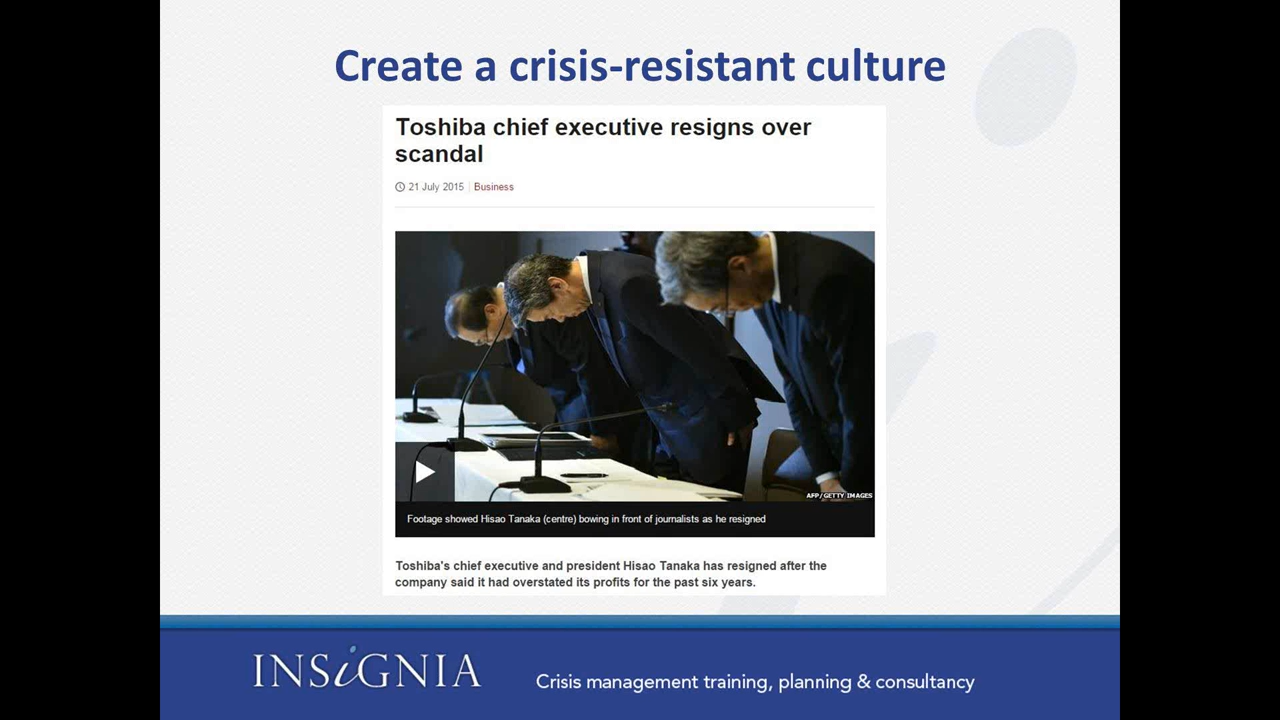 Create a crisis-resistant culture
Toshiba chief executive resigns over
scandal
21 July 2015 | Business
AFP/GETTY IMAGES
Footage showed Hisao Tanaka (centre) bowing in front of journalists as he resigned
Toshiba's chief executive and president Hisao Tanaka has resigned after the
company said it had overstated its profits for the past six years.
INSiGNIA
Crisis management training, planning & consultancy